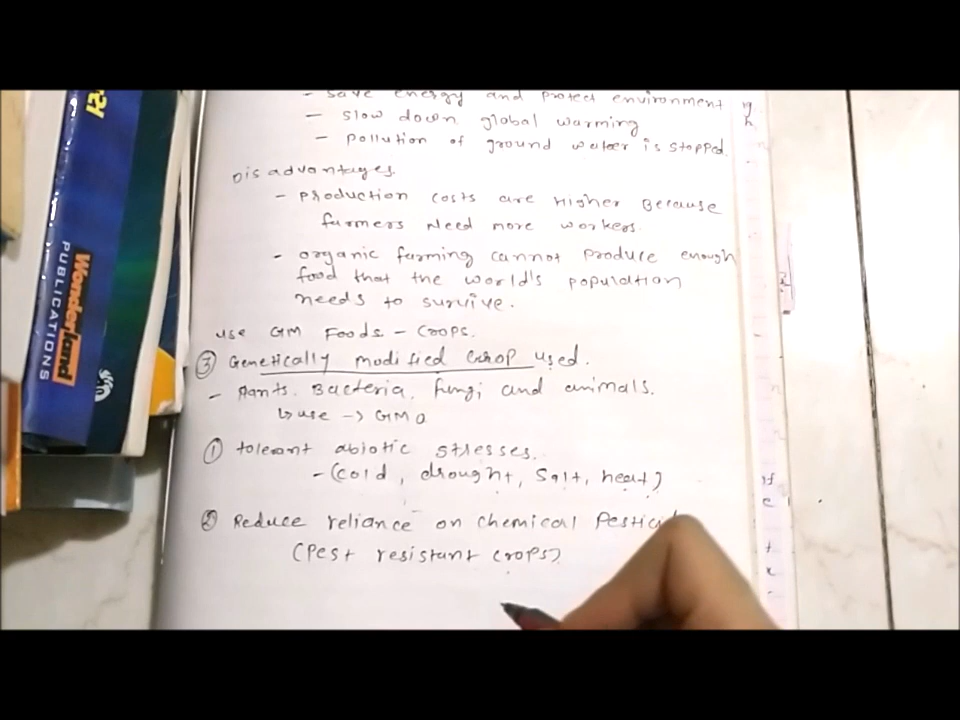 - save energy and protect environment
- slow down global warming
- pollution of ground water is stopped.
Disadvantages.
- production costs are Higher Because
farmers Need more workers.
- organic farming cannot produce enough
food that the world's population
needs to survive.
use GM Foods - Crops.
③ Genetically modified crop used.
- Plants. Bacteria, fungi and animals.
↳ use -> GMO
① tolerant abiotic stresses.
- (cold, drought, salt, heat)
② Reduce reliance on chemical
(Pest resistant crops)
Wonderland
PUBLICATIONS